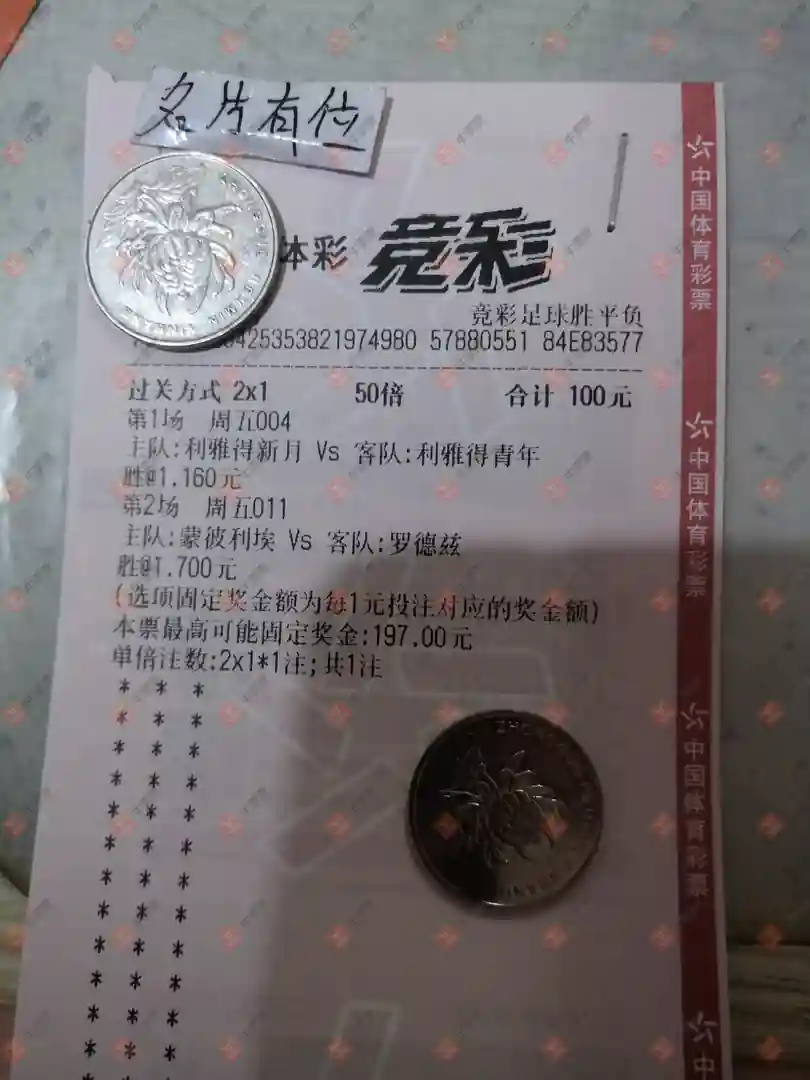 名片有位
体彩 竞彩
竞彩足球胜平负
425353821974980 57880551 84E83577
过关方式 2x1 50倍 合计 100元
第1场 周五004
主队:利雅得新月 Vs 客队:利雅得青年
胜@1.160元
第2场 周五011
主队:蒙彼利埃 Vs 客队:罗德兹
胜@1.700元
(选项固定奖金额为每1元投注对应的奖金额)
本票最高可能固定奖金:197.00元
单倍注数:2x1*1注;共1注
中国体育彩票
中国体育彩票
中国体育彩票
中